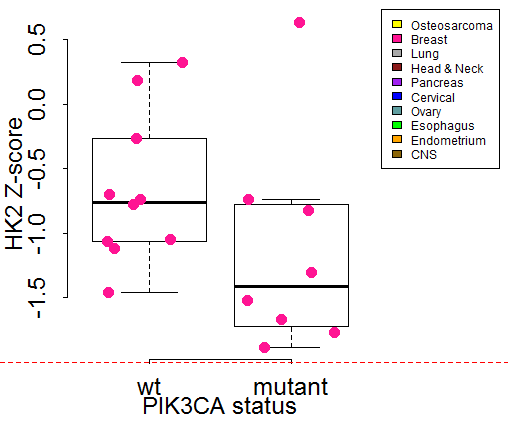 Osteosarcoma
Breast
Lung
Head & Neck
Pancreas
Cervical
Ovary
Esophagus
Endometrium
CNS
HK2 Z-score
0.5
0.0
-0.5
-1.0
-1.5
wt mutant
PIK3CA status